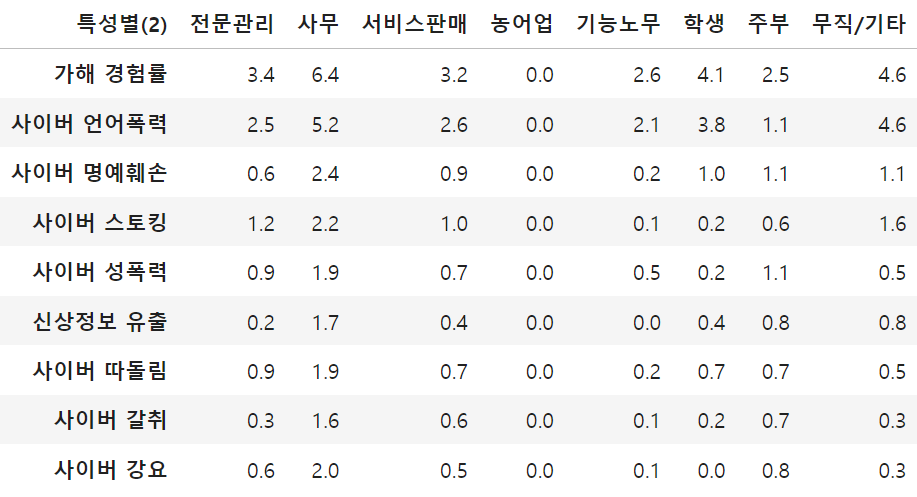 특성별(2) 전문관리 사무 서비스판매 농어업 기능노무 학생 주부 무직/기타
가해 경험률 3.4 6.4 3.2 0.0 2.6 4.1 2.5 4.6
사이버 언어폭력 2.5 5.2 2.6 0.0 2.1 3.8 1.1 4.6
사이버 명예훼손 0.6 2.4 0.9 0.0 0.2 1.0 1.1 1.1
사이버 스토킹 1.2 2.2 1.0 0.0 0.1 0.2 0.6 1.6
사이버 성폭력 0.9 1.9 0.7 0.0 0.5 0.2 1.1 0.5
신상정보 유출 0.2 1.7 0.4 0.0 0.0 0.4 0.8 0.8
사이버 따돌림 0.9 1.9 0.7 0.0 0.2 0.7 0.7 0.5
사이버 갈취 0.3 1.6 0.6 0.0 0.1 0.2 0.7 0.3
사이버 강요 0.6 2.0 0.5 0.0 0.1 0.0 0.8 0.3